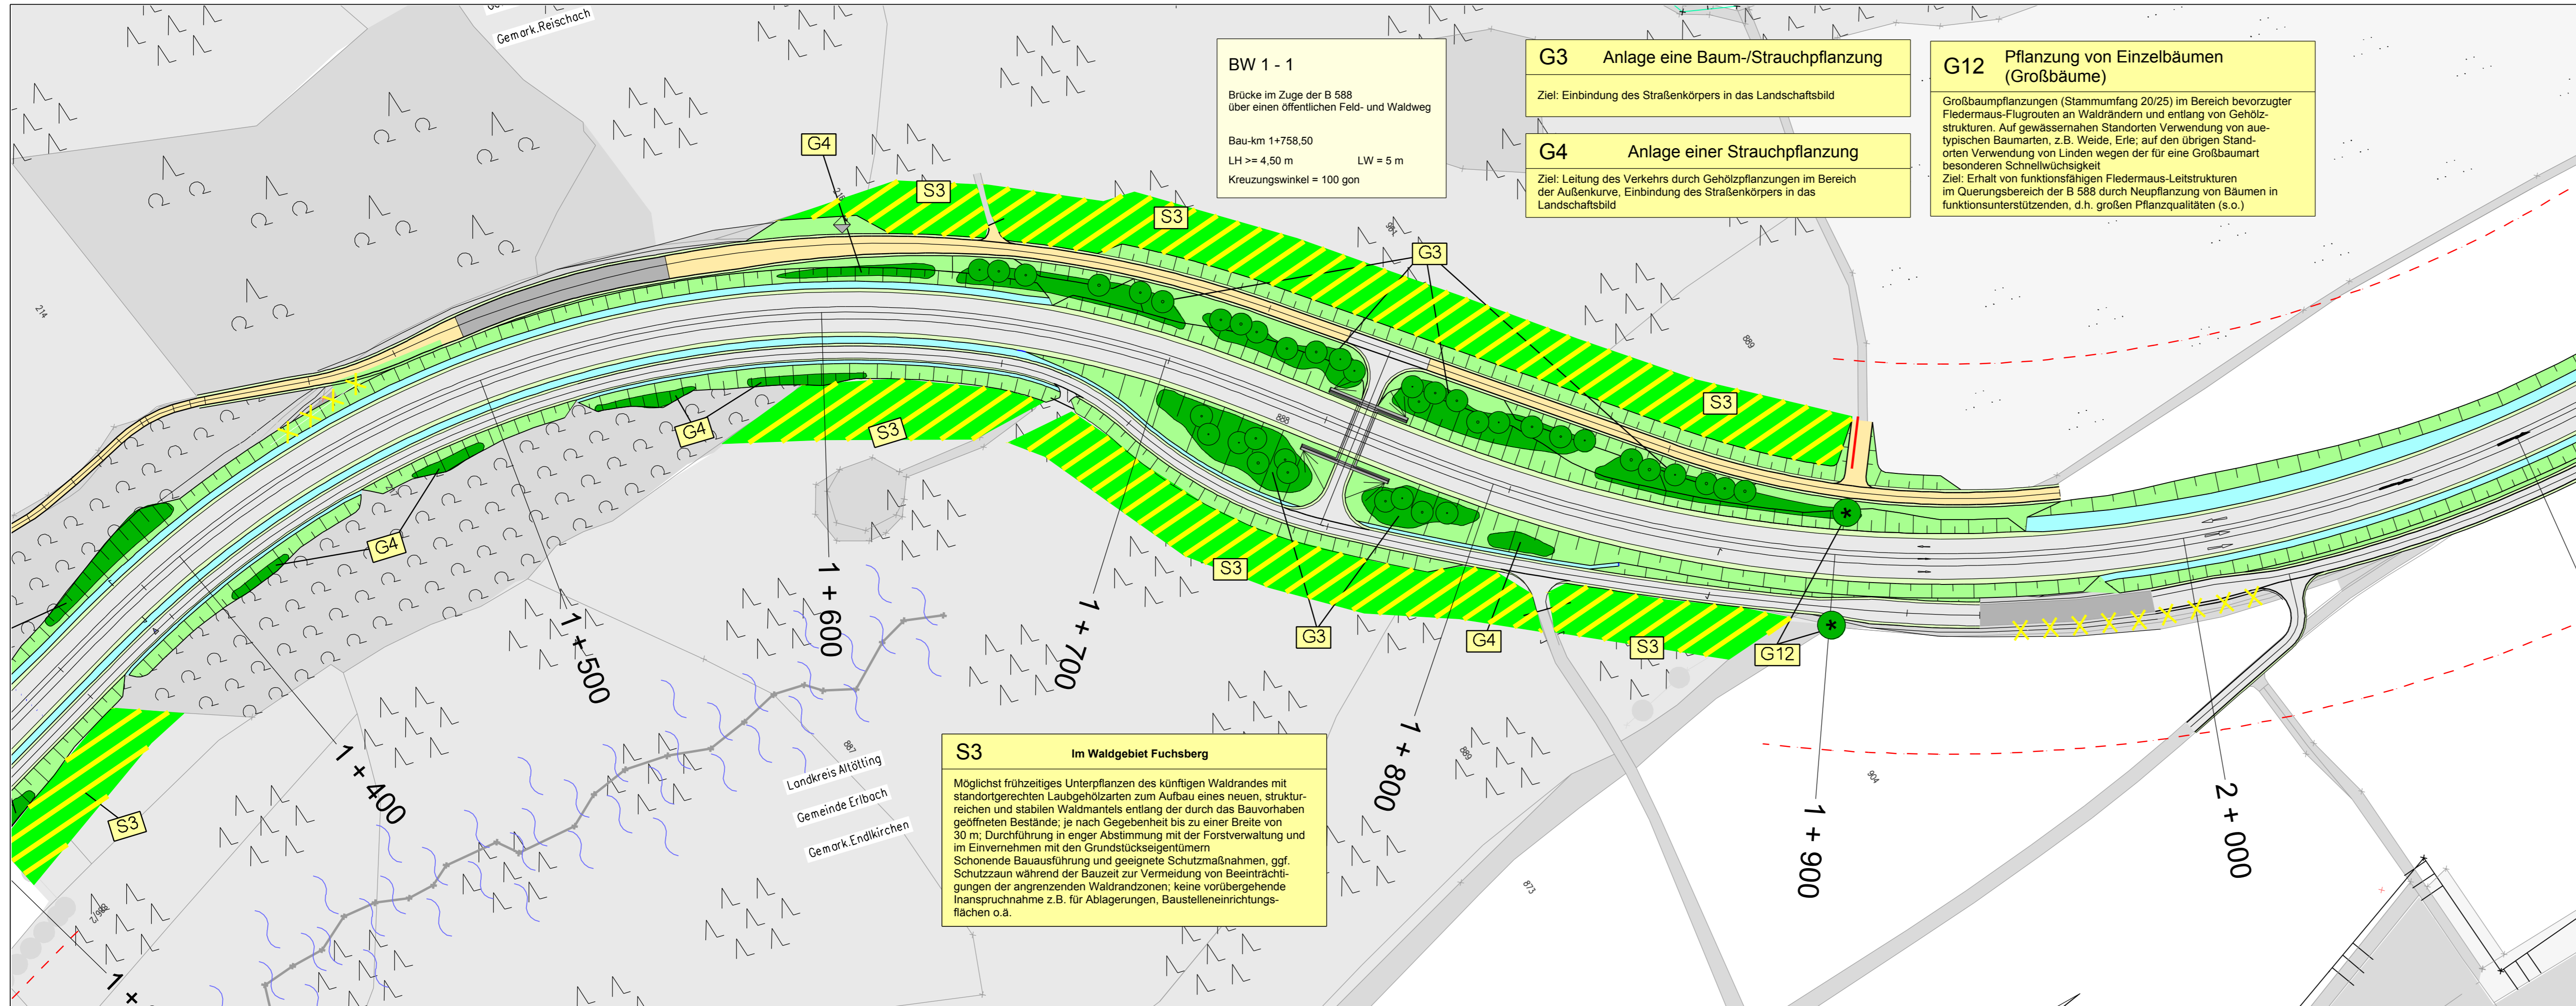 Gemark.Reischach
BW 1 - 1
Brücke im Zuge der B 588
über einen öffentlichen Feld- und Waldweg
Bau-km 1+758,50
LH >= 4,50 m LW = 5 m
Kreuzungswinkel = 100 gon
G3 Anlage eine Baum-/Strauchpflanzung
Ziel: Einbindung des Straßenkörpers in das Landschaftsbild
G4 Anlage einer Strauchpflanzung
Ziel: Leitung des Verkehrs durch Gehölzpflanzungen im Bereich
der Außenkurve, Einbindung des Straßenkörpers in das
Landschaftsbild
G12 Pflanzung von Einzelbäumen
(Großbäume)
Großbaumpflanzungen (Stammumfang 20/25) im Bereich bevorzugter
Fledermaus-Flugrouten an Waldrändern und entlang von Gehölz-
strukturen. Auf gewässernahen Standorten Verwendung von aue-
typischen Baumarten, z.B. Weide, Erle; auf den übrigen Stand-
orten Verwendung von Linden wegen der für eine Großbaumart
besonderen Schnellwüchsigkeit
Ziel: Erhalt von funktionsfähigen Fledermaus-Leitstrukturen
im Querungsbereich der B 588 durch Neupflanzung von Bäumen in
funktionsunterstützenden, d.h. großen Pflanzqualitäten (s.o.)
G4
S3
S3
216
G3
214
889
S3
888
G4
S3
G4
S3
G3
G4
S3
G12
1 + 400
1 + 500
1 + 600
1 + 700
1 + 800
1 + 900
2 + 000
S3
887
889
904
873
886/2
Landkreis Altötting
Gemeinde Erlbach
Gemark.Endlkirchen
S3 Im Waldgebiet Fuchsberg
Möglichst frühzeitiges Unterpflanzen des künftigen Waldrandes mit
standortgerechten Laubgehölzarten zum Aufbau eines neuen, struktur-
reichen und stabilen Waldmantels entlang der durch das Bauvorhaben
geöffneten Bestände; je nach Gegebenheit bis zu einer Breite von
30 m; Durchführung in enger Abstimmung mit der Forstverwaltung und
im Einvernehmen mit den Grundstückseigentümern
Schonende Bauausführung und geeignete Schutzmaßnahmen, ggf.
Schutzzaun während der Bauzeit zur Vermeidung von Beeinträchti-
gungen der angrenzenden Waldrandzonen; keine vorübergehende
Inanspruchnahme z.B. für Ablagerungen, Baustelleneinrichtungs-
flächen o.ä.
1 +